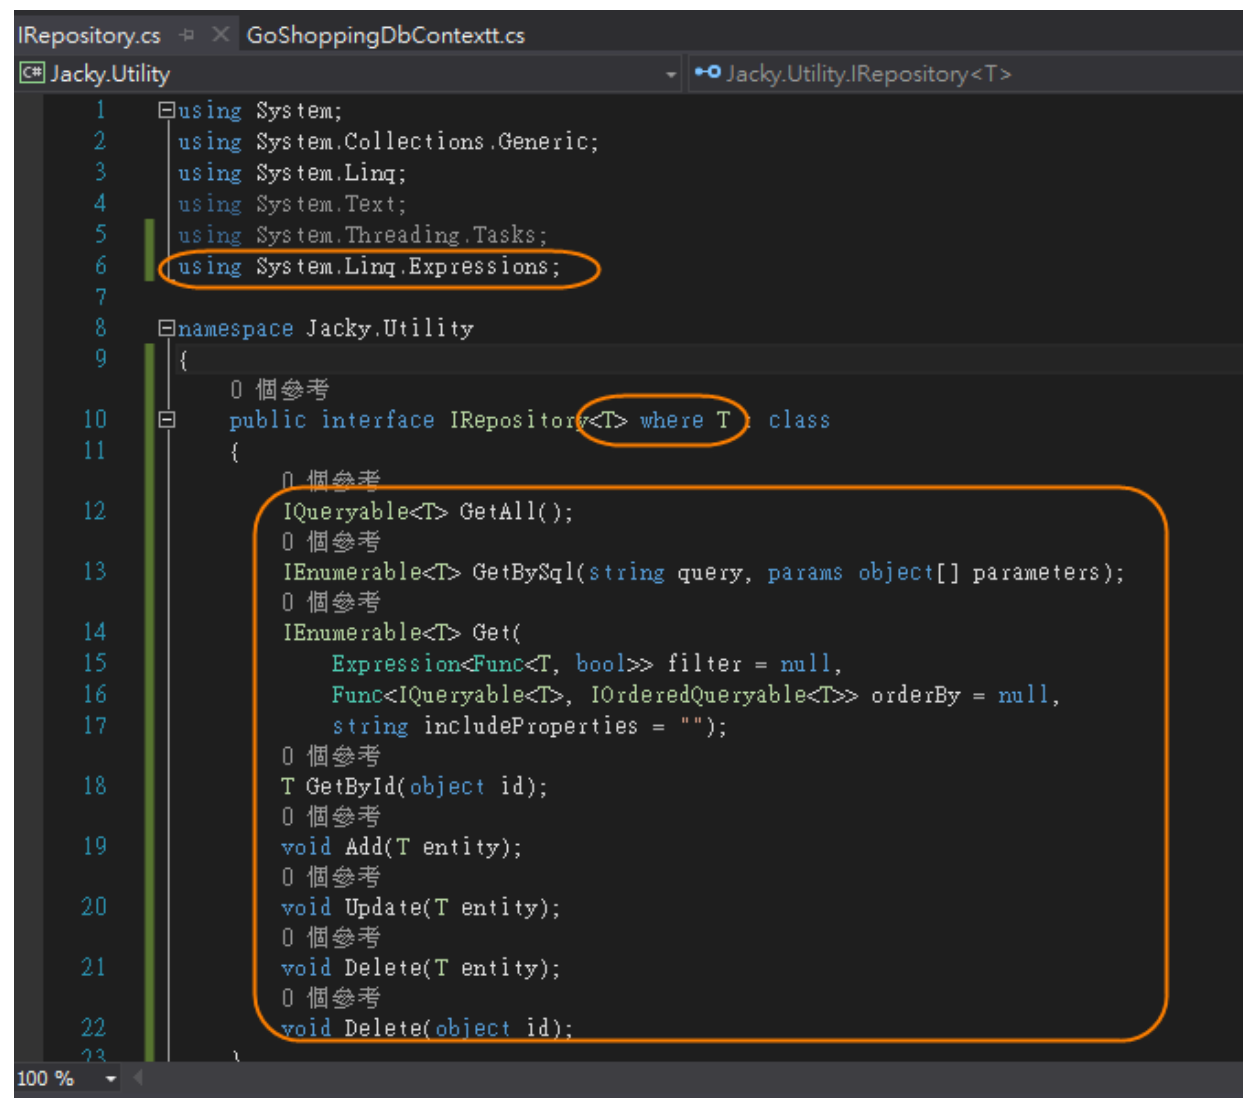 IRepository.cs GoShoppingDbContextt.cs
C# Jacky.Utility Jacky.Utility.IRepository<T>
1 using System;
2 using System.Collections.Generic;
3 using System.Linq;
4 using System.Text;
5 using System.Threading.Tasks;
6 using System.Linq.Expressions;
7
8 namespace Jacky.Utility
9 {
0 個參考
10 public interface IRepository<T> where T : class
11 {
0 個參考
12 IQueryable<T> GetAll();
0 個參考
13 IEnumerable<T> GetBySql(string query, params object[] parameters);
0 個參考
14 IEnumerable<T> Get(
15 Expression<Func<T, bool>> filter = null,
16 Func<IQueryable<T>, IOrderedQueryable<T>> orderBy = null,
17 string includeProperties = "");
0 個參考
18 T GetById(object id);
0 個參考
19 void Add(T entity);
0 個參考
20 void Update(T entity);
0 個參考
21 void Delete(T entity);
0 個參考
22 void Delete(object id);
23 }
100 %